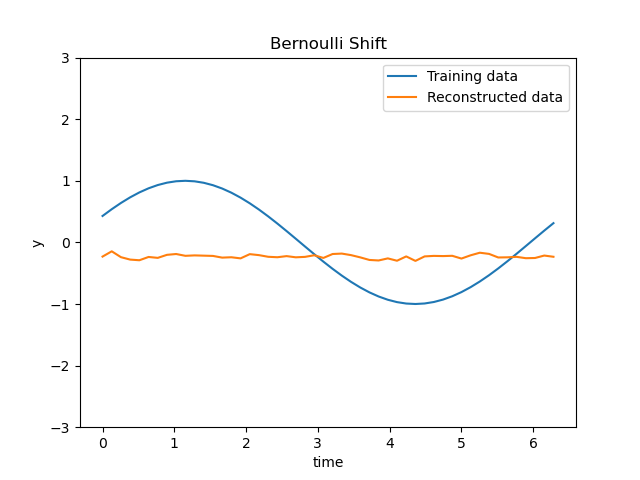 Bernoulli Shift
Training data
Reconstructed data
3
2
1
0
−1
−2
−3
y
0 1 2 3 4 5 6
time